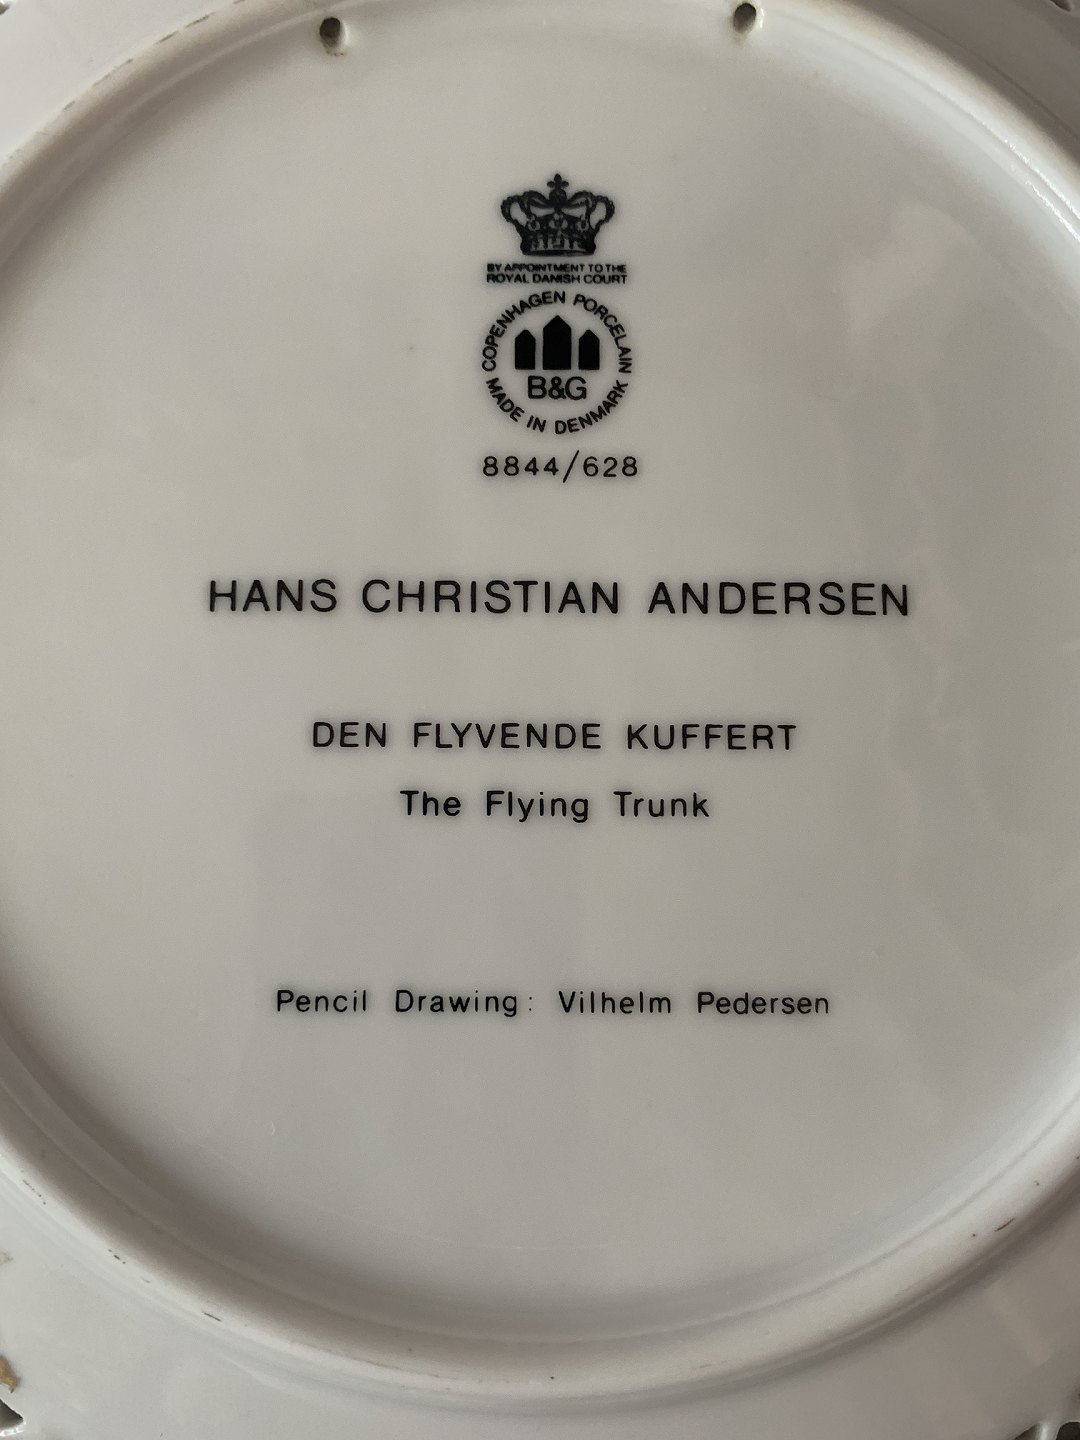 BY APPOINTMENT TO THE
ROYAL DANISH COURT
COPENHAGEN PORCELAIN
B&G
MADE IN DENMARK
8844/628
HANS CHRISTIAN ANDERSEN
DEN FLYVENDE KUFFERT
The Flying Trunk
Pencil Drawing: Vilhelm Pedersen